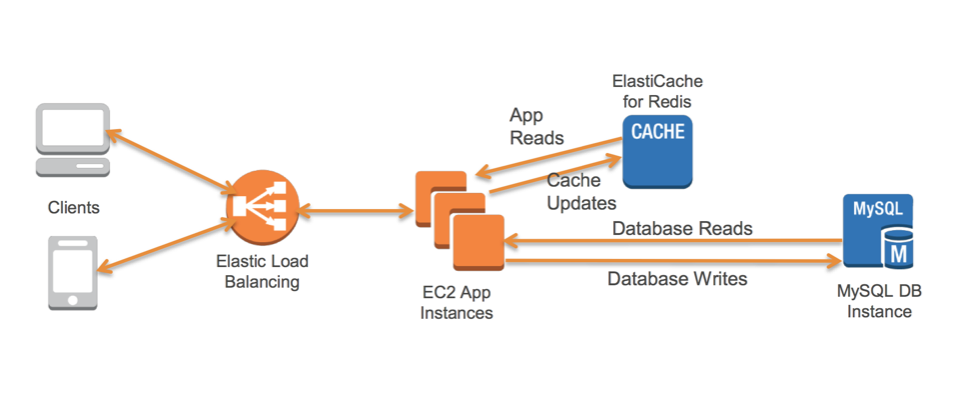 ElastiCache
for Redis
App
Reads
CACHE
Cache
Updates
Clients
MySQL
Database Reads
M
Elastic Load
Balancing
Database Writes
EC2 App
Instances
MySQL DB
Instance